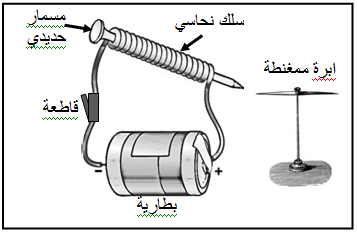 مسمار
حديدي
سلك نحاسي
ابرة ممغنطة
قاطعة
-
+
بطارية